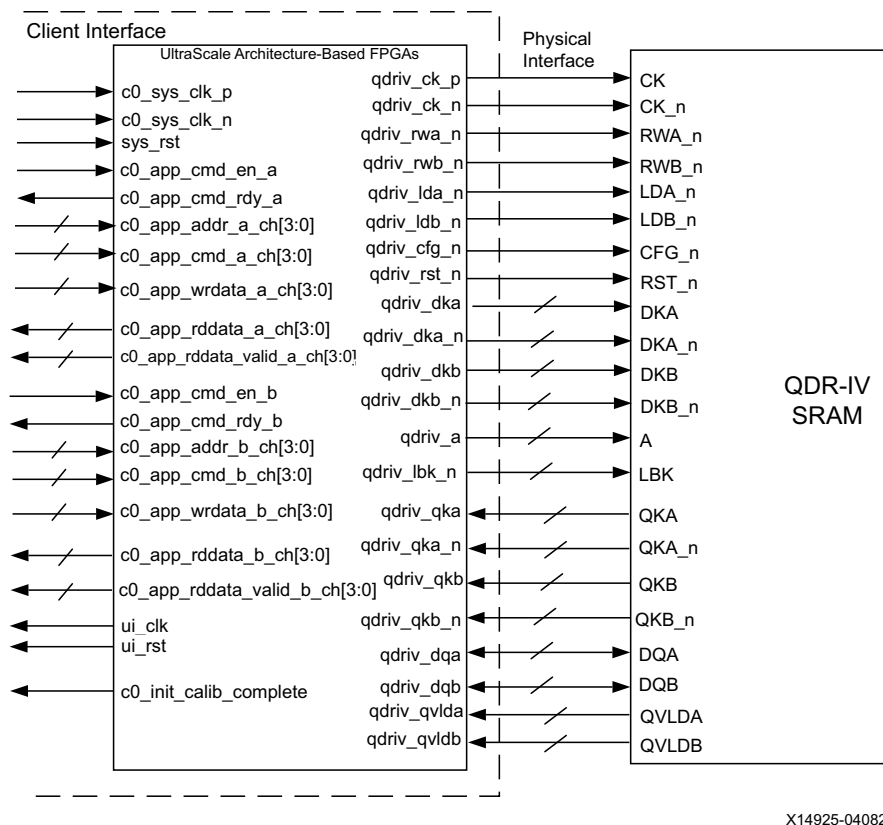 Client Interface
UltraScale Architecture-Based FPGAs
Physical
Interface
c0_sys_clk_p
c0_sys_clk_n
sys_rst
c0_app_cmd_en_a
c0_app_cmd_rdy_a
c0_app_addr_a_ch[3:0]
c0_app_cmd_a_ch[3:0]
c0_app_wrdata_a_ch[3:0]
c0_app_rddata_a_ch[3:0]
c0_app_rddata_valid_a_ch[3:0]
c0_app_cmd_en_b
c0_app_cmd_rdy_b
c0_app_addr_b_ch[3:0]
c0_app_cmd_b_ch[3:0]
c0_app_wrdata_b_ch[3:0]
c0_app_rddata_b_ch[3:0]
c0_app_rddata_valid_b_ch[3:0]
ui_clk
ui_rst
c0_init_calib_complete
qdriv_ck_p
qdriv_ck_n
qdriv_rwa_n
qdriv_rwb_n
qdriv_lda_n
qdriv_ldb_n
qdriv_cfg_n
qdriv_rst_n
qdriv_dka
qdriv_dka_n
qdriv_dkb
qdriv_dkb_n
qdriv_a
qdriv_lbk_n
qdriv_qka
qdriv_qka_n
qdriv_qkb
qdriv_qkb_n
qdriv_dqa
qdriv_dqb
qdriv_qvlda
qdriv_qvldb
CK
CK_n
RWA_n
RWB_n
LDA_n
LDB_n
CFG_n
RST_n
DKA
DKA_n
DKB
DKB_n
A
LBK
QKA
QKA_n
QKB
QKB_n
DQA
DQB
QVLDA
QVLDB
QDR-IV
SRAM
X14925-04082